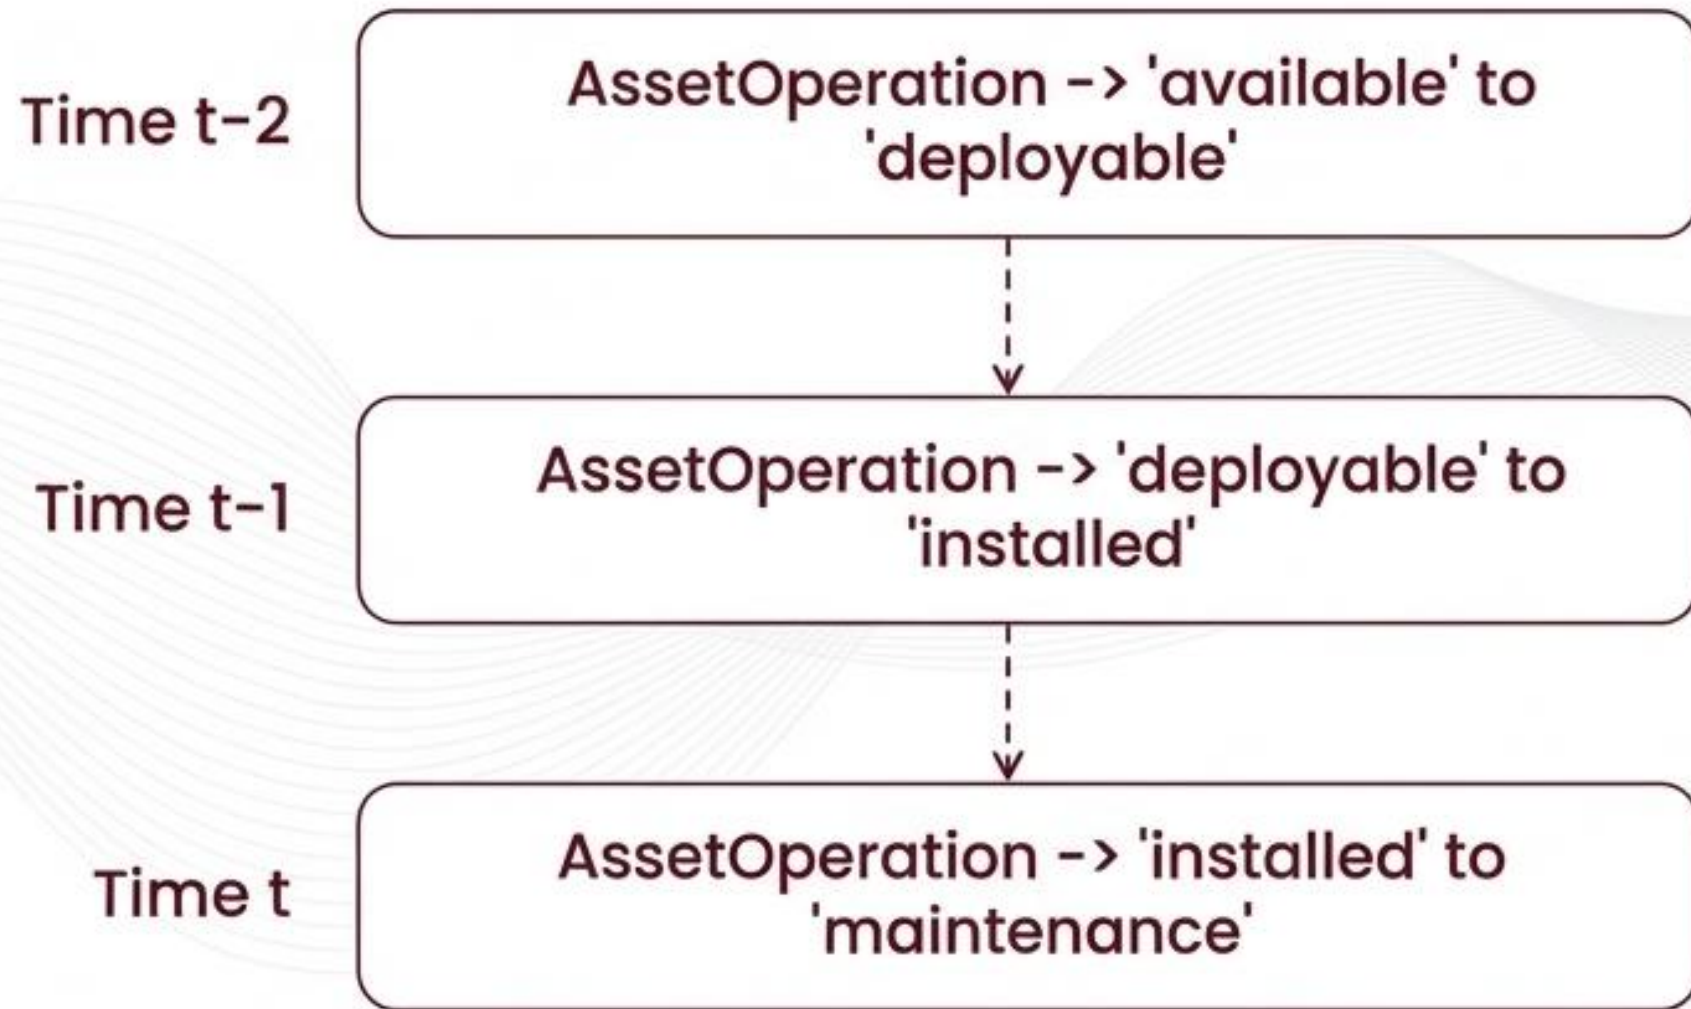 Time t-2
AssetOperation -> 'available' to
'deployable'
Time t-1
AssetOperation -> 'deployable' to
'installed'
Time t
AssetOperation -> 'installed' to
'maintenance'